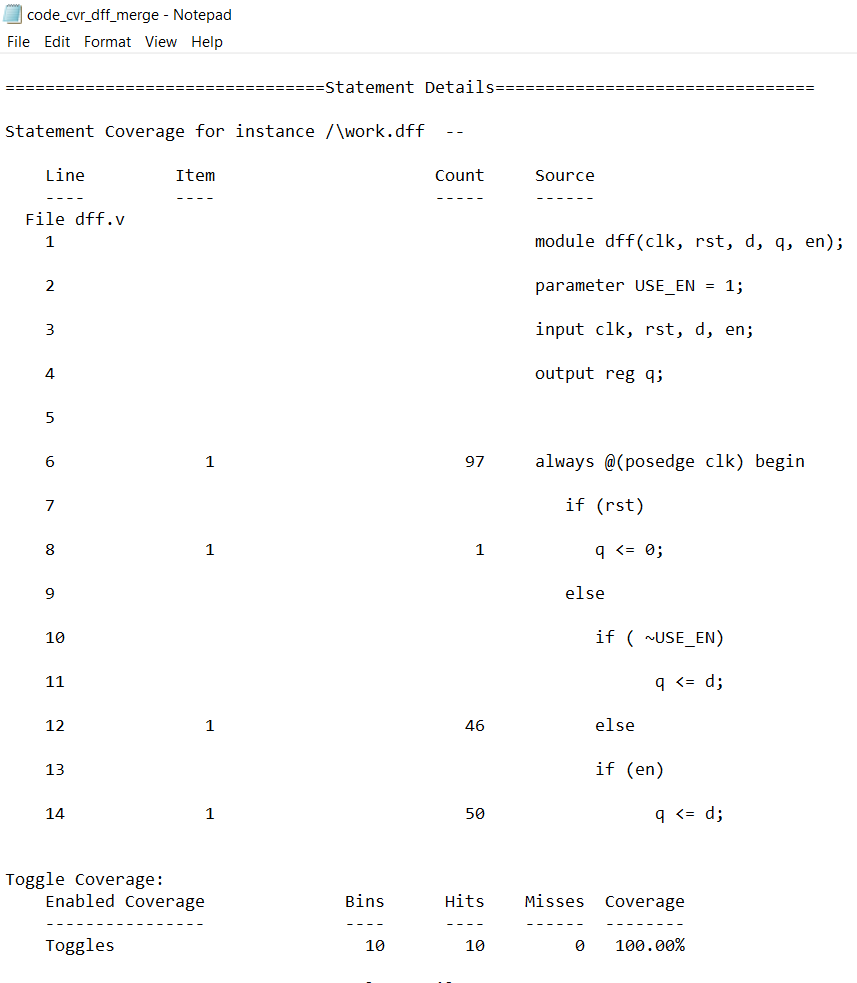 code_cvr_dff_merge - Notepad
File Edit Format View Help
================================Statement Details================================
Statement Coverage for instance /\work.dff --
Line Item Count Source
---- ---- ----- ------
File dff.v
1 module dff(clk, rst, d, q, en);
2 parameter USE_EN = 1;
3 input clk, rst, d, en;
4 output reg q;
5
6 1 97 always @(posedge clk) begin
7 if (rst)
8 1 1 q <= 0;
9 else
10 if ( ~USE_EN)
11 q <= d;
12 1 46 else
13 if (en)
14 1 50 q <= d;
Toggle Coverage:
Enabled Coverage Bins Hits Misses Coverage
---------------- ---- ---- ------ --------
Toggles 10 10 0 100.00%